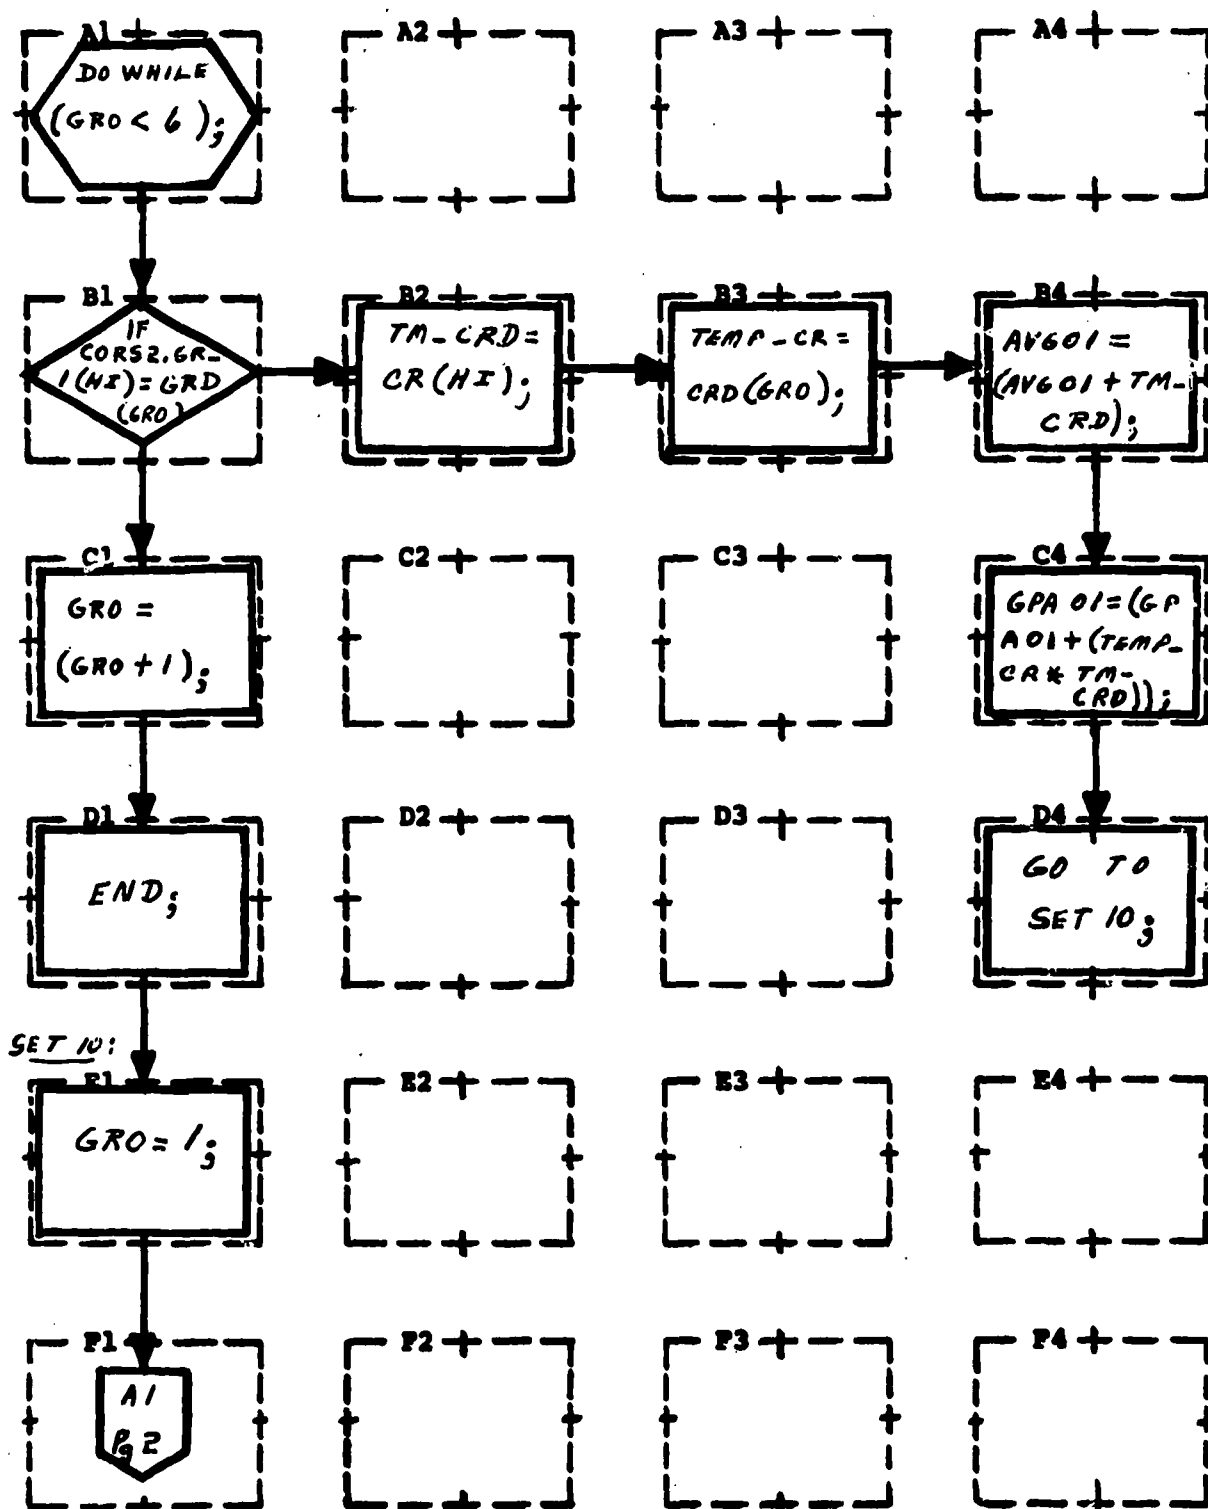 A1
A2
A3
A4
DO WHILE
(GRO < 6);
B1
B2
B3
B4
IF
CORS2.GR_
1(HI)=GRD
(GRO)
TM_CRD=
CR(HI);
TEMP_CR=
CRD(GRO);
AVG01=
(AVG01+TM_
CRD);
C1
C2
C3
C4
GRO=
(GRO+1);
GPA 01=(GP
A01+(TEMP_
CR* TM_
CRD));
D1
D2
D3
D4
END;
GO TO
SET 10;
SET 10:
E1
E2
E3
E4
GRO=1;
F1
F2
F3
F4
A1
Pg 2